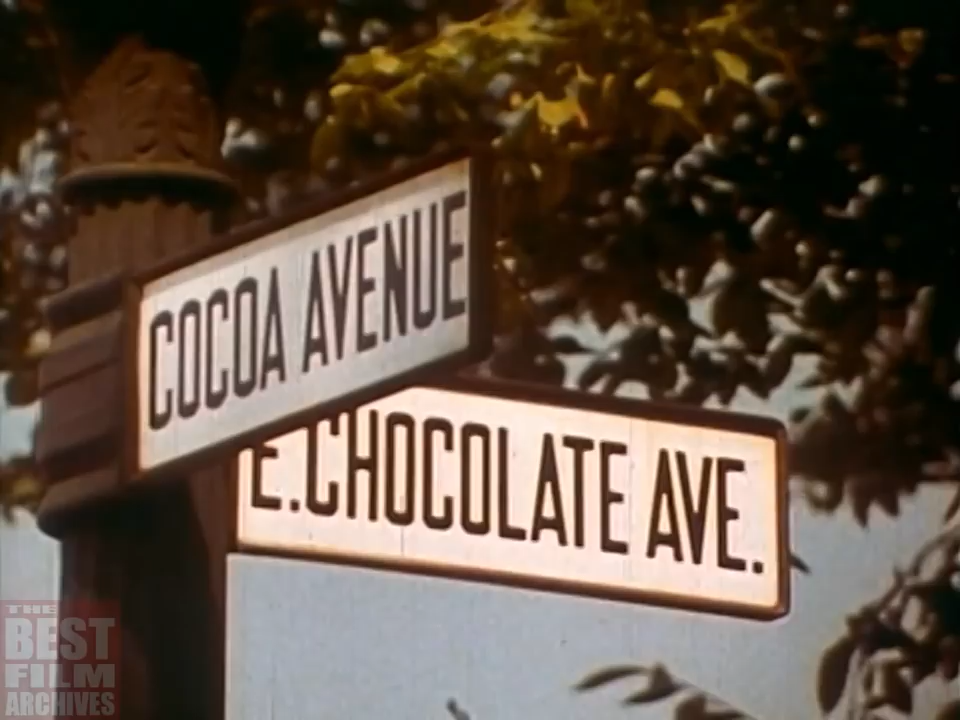 COCOA AVENUE
E. CHOCOLATE AVE.
THE
BEST
FILM
ARCHIVES